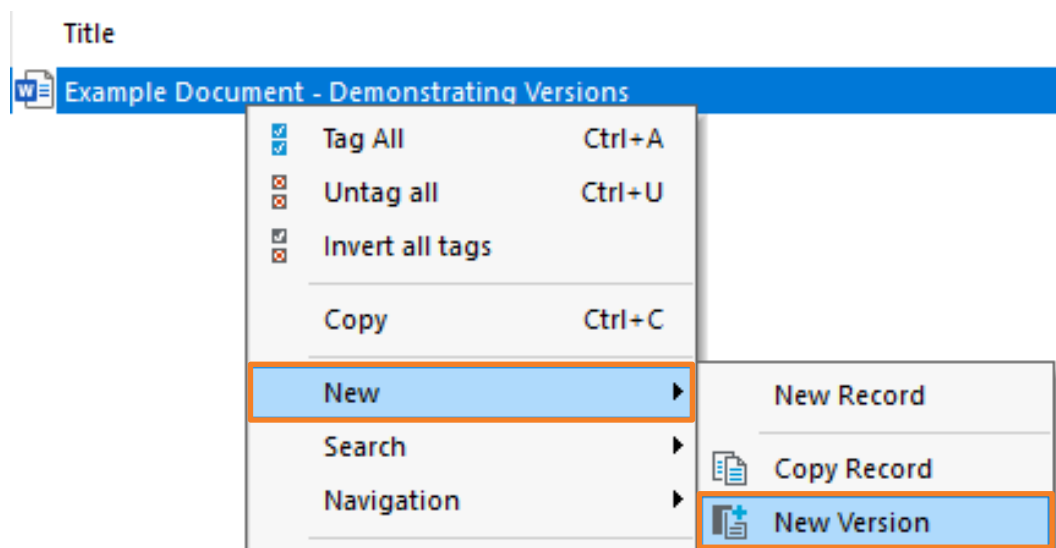 Title
Example Document - Demonstrating Versions
Tag All Ctrl+A
Untag all Ctrl+U
Invert all tags
Copy Ctrl+C
New
New Record
Search
Copy Record
Navigation
New Version